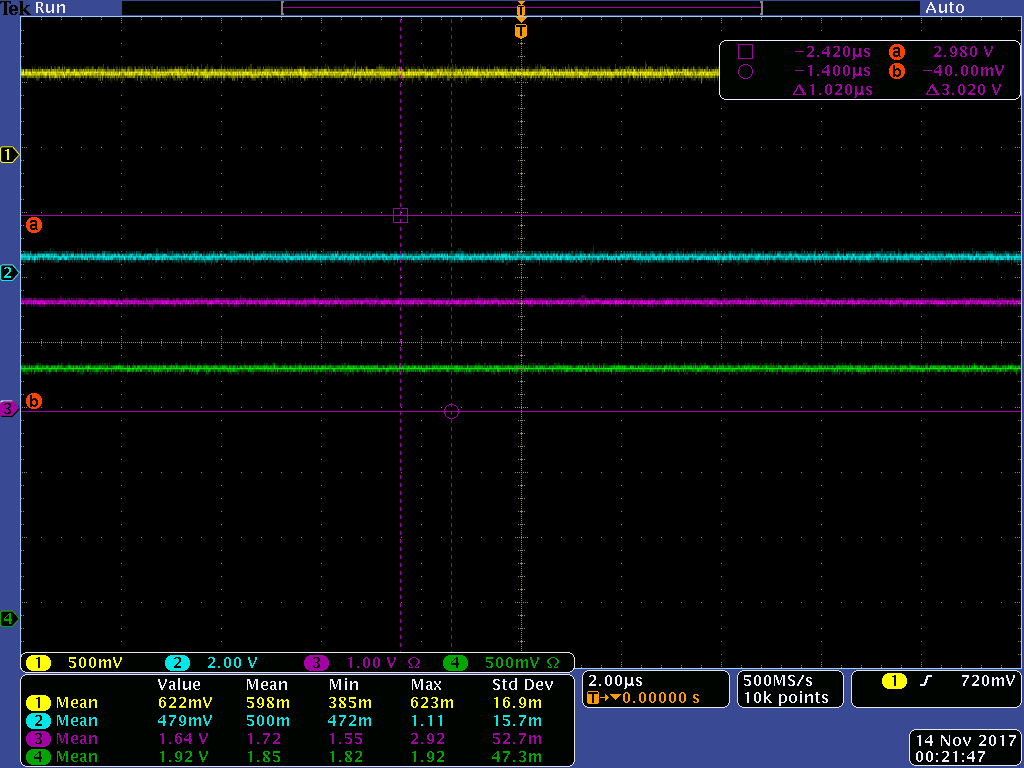 Tek Run Auto
T
T
−2.420µs a 2.980 V
−1.400µs b −40.00mV
Δ1.020µs Δ3.020 V
1
a
2
b
3
4
1 500mV 2 2.00 V 3 1.00 V Ω 4 500mV Ω
Value Mean Min Max Std Dev
1 Mean 622mV 598m 385m 623m 16.9m
2 Mean 479mV 500m 472m 1.11 15.7m
3 Mean 1.64 V 1.72 1.55 2.92 52.7m
4 Mean 1.92 V 1.85 1.82 1.92 47.3m
2.00µs
T→▼0.00000 s
500MS/s
10k points
1 ƒ 720mV
14 Nov 2017
00:21:47